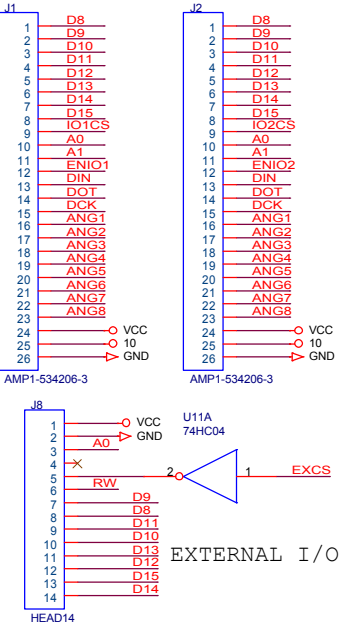 J1 J2
1 D8 1 D8
2 D9 2 D9
3 D10 3 D10
4 D11 4 D11
5 D12 5 D12
6 D13 6 D13
7 D14 7 D14
8 D15 8 D15
9 IO1CS 9 IO2CS
10 A0 10 A0
11 A1 11 A1
12 ENIO1 12 ENIO2
13 DIN 13 DIN
14 DOT 14 DOT
15 DCK 15 DCK
16 ANG1 16 ANG1
17 ANG2 17 ANG2
18 ANG3 18 ANG3
19 ANG4 19 ANG4
20 ANG5 20 ANG5
21 ANG6 21 ANG6
22 ANG7 22 ANG7
23 ANG8 23 ANG8
24 VCC 24 VCC
25 10 25 10
26 GND 26 GND
AMP1-534206-3 AMP1-534206-3
J8
1 VCC
2 GND
3 A0
4
5
6 RW
7 D9
8 D8
9 D11
10 D10
11 D13
12 D12
13 D15
14 D14
HEAD14
U11A
74HC04
2 1 EXCS
EXTERNAL I/O